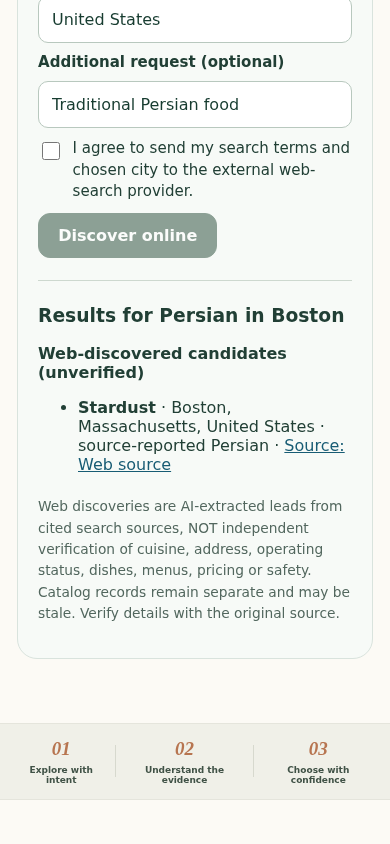 United States
Additional request (optional)
Traditional Persian food
I agree to send my search terms and
chosen city to the external web-
search provider.
Discover online
Results for Persian in Boston
Web-discovered candidates
(unverified)
• Stardust · Boston,
Massachusetts, United States ·
source-reported Persian · Source:
Web source
Web discoveries are AI-extracted leads from
cited search sources, NOT independent
verification of cuisine, address, operating
status, dishes, menus, pricing or safety.
Catalog records remain separate and may be
stale. Verify details with the original source.
01
Explore with
intent
02
Understand the
evidence
03
Choose with
confidence